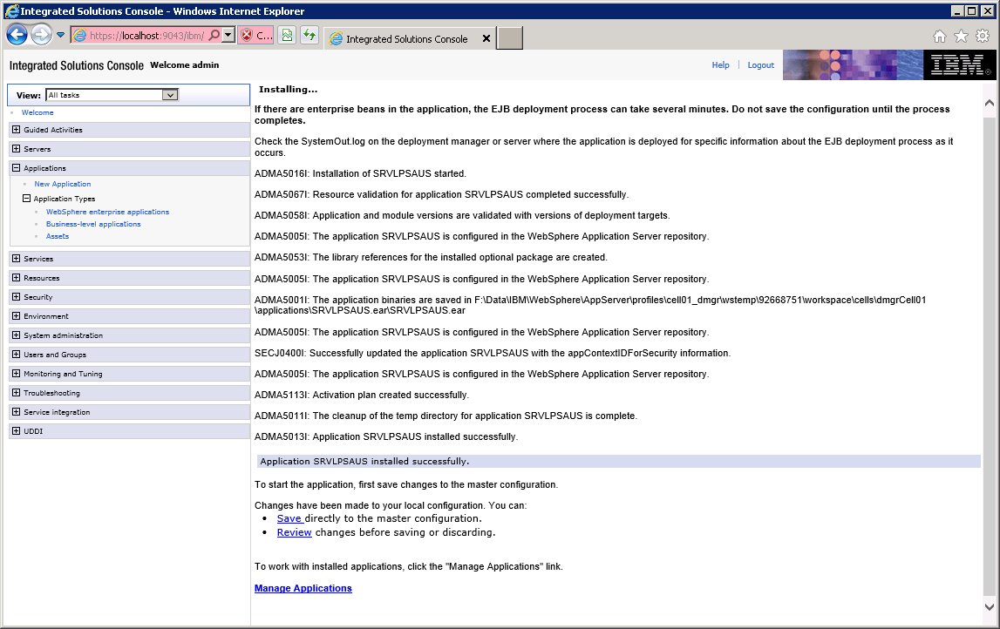 Integrated Solutions Console - Windows Internet Explorer
https://localhost:9043/ibm/
C...
Integrated Solutions Console
Integrated Solutions Console Welcome admin
Help
Logout
IBM
View: All tasks
Welcome
Guided Activities
Servers
Applications
New Application
Application Types
WebSphere enterprise applications
Business-level applications
Assets
Services
Resources
Security
Environment
System administration
Users and Groups
Monitoring and Tuning
Troubleshooting
Service integration
UDDI
Installing...
If there are enterprise beans in the application, the EJB deployment process can take several minutes. Do not save the configuration until the process
completes.
Check the SystemOut.log on the deployment manager or server where the application is deployed for specific information about the EJB deployment process as it
occurs.
ADMA5016I: Installation of SRVLPSAUS started.
ADMA5067I: Resource validation for application SRVLPSAUS completed successfully.
ADMA5058I: Application and module versions are validated with versions of deployment targets.
ADMA5005I: The application SRVLPSAUS is configured in the WebSphere Application Server repository.
ADMA5053I: The library references for the installed optional package are created.
ADMA5005I: The application SRVLPSAUS is configured in the WebSphere Application Server repository.
ADMA5001I: The application binaries are saved in F:\Data\IBM\WebSphere\AppServer\profiles\cell01_dmgr\wstemp\92668751\workspace\cells\dmgrCell01
\applications\SRVLPSAUS.ear\SRVLPSAUS.ear
ADMA5005I: The application SRVLPSAUS is configured in the WebSphere Application Server repository.
SECJ0400I: Successfully updated the application SRVLPSAUS with the appContextIDForSecurity information.
ADMA5005I: The application SRVLPSAUS is configured in the WebSphere Application Server repository.
ADMA5113I: Activation plan created successfully.
ADMA5011I: The cleanup of the temp directory for application SRVLPSAUS is complete.
ADMA5013I: Application SRVLPSAUS installed successfully.
Application SRVLPSAUS installed successfully.
To start the application, first save changes to the master configuration.
Changes have been made to your local configuration. You can:
• Save directly to the master configuration.
• Review changes before saving or discarding.
To work with installed applications, click the "Manage Applications" link.
Manage Applications